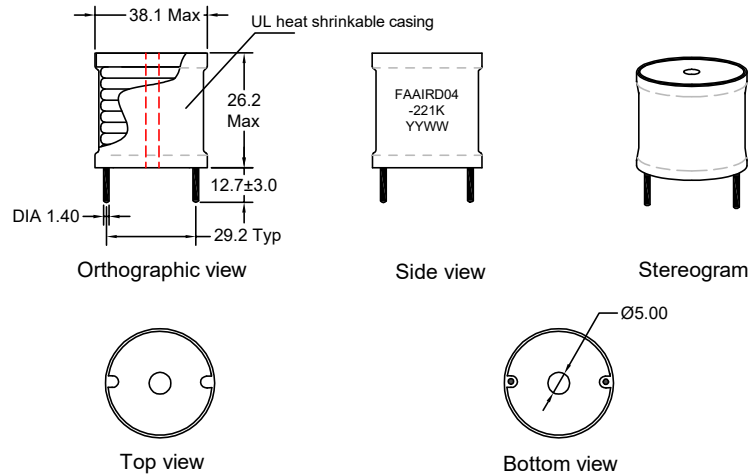 38.1 Max
UL heat shrinkable casing
26.2
Max
12.7±3.0
DIA 1.40
29.2 Typ
Orthographic view
FAAIRD04
-221K
YYWW
Side view
Stereogram
Top view
Ø5.00
Bottom view